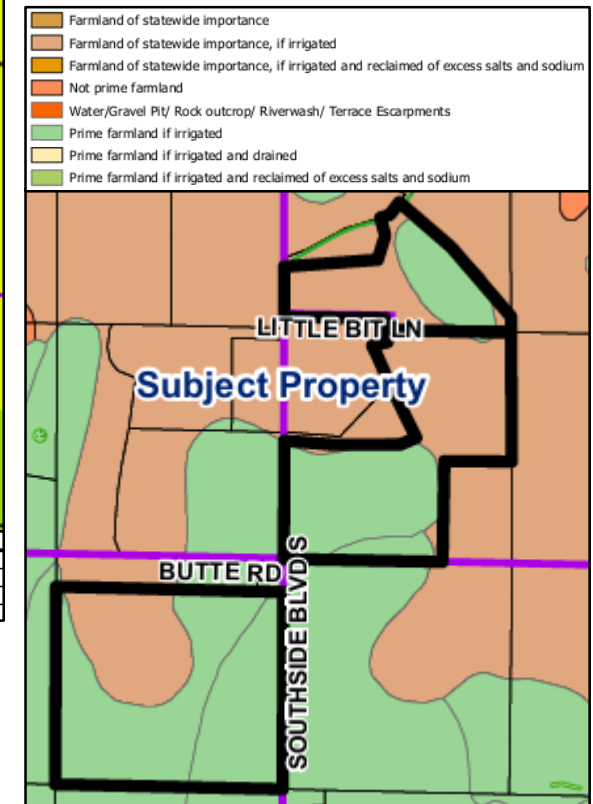 Farmland of statewide importance
Farmland of statewide importance, if irrigated
Farmland of statewide importance, if irrigated and reclaimed of excess salts and sodium
Not prime farmland
Water/Gravel Pit/ Rock outcrop/ Riverwash/ Terrace Escarpments
Prime farmland if irrigated
Prime farmland if irrigated and drained
Prime farmland if irrigated and reclaimed of excess salts and sodium
LITTLE BIT LN
Subject Property
BUTTE RD
SOUTHSIDE BLVD S